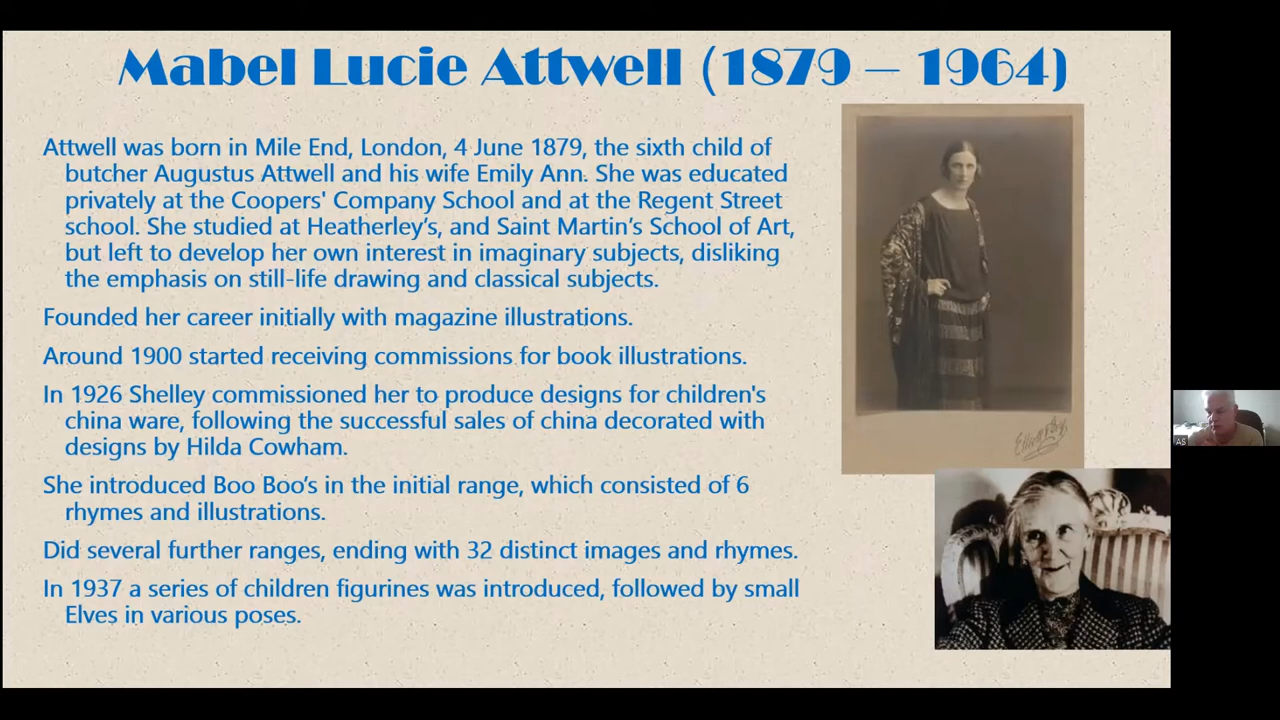 Mabel Lucie Attwell (1879 – 1964)
Attwell was born in Mile End, London, 4 June 1879, the sixth child of
butcher Augustus Attwell and his wife Emily Ann. She was educated
privately at the Coopers' Company School and at the Regent Street
school. She studied at Heatherley’s, and Saint Martin’s School of Art,
but left to develop her own interest in imaginary subjects, disliking
the emphasis on still-life drawing and classical subjects.
Founded her career initially with magazine illustrations.
Around 1900 started receiving commissions for book illustrations.
In 1926 Shelley commissioned her to produce designs for children's
china ware, following the successful sales of china decorated with
designs by Hilda Cowham.
She introduced Boo Boo’s in the initial range, which consisted of 6
rhymes and illustrations.
Did several further ranges, ending with 32 distinct images and rhymes.
In 1937 a series of children figurines was introduced, followed by small
Elves in various poses.
AS